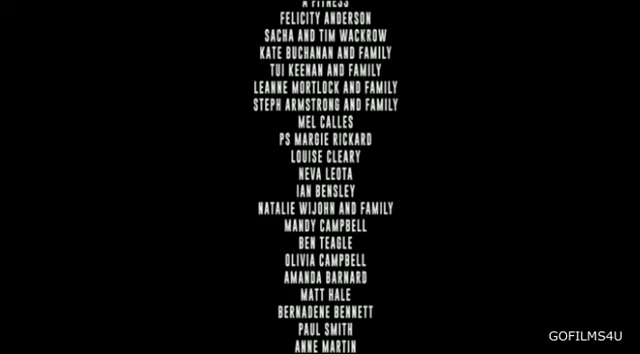 X FITNESS
FELICITY ANDERSON
SACHA AND TIM WACKROW
KATE BUCHANAN AND FAMILY
TUI KEENAN AND FAMILY
LEANNE MORTLOCK AND FAMILY
STEPH ARMSTRONG AND FAMILY
MEL CALLES
PS MARGIE RICKARD
LOUISE CLEARY
NEVA LEOTA
IAN BENSLEY
NATALIE WIJOHN AND FAMILY
MANDY CAMPBELL
BEN TEAGLE
OLIVIA CAMPBELL
AMANDA BARNARD
MATT HALE
BERNADENE BENNETT
PAUL SMITH
ANNE MARTIN
GOFILMS4U